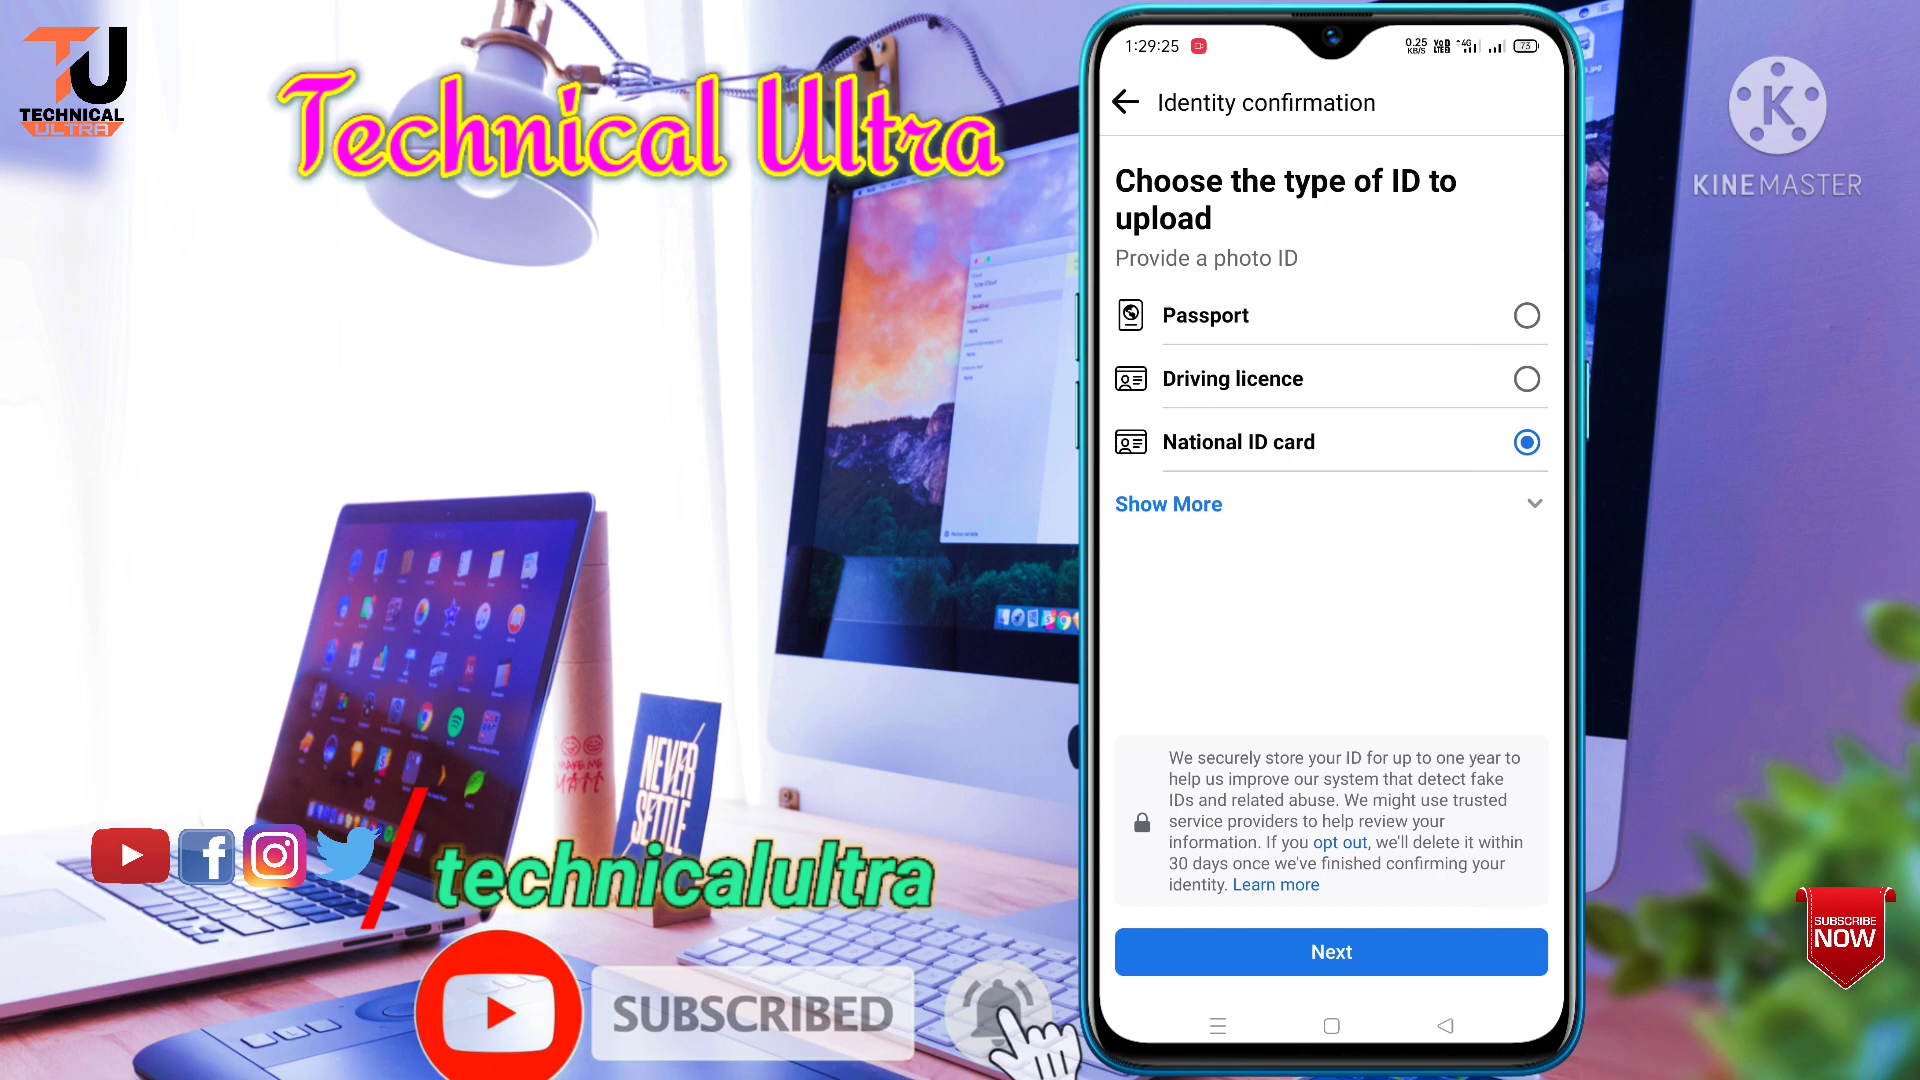 TU
TECHNICAL
ULTRA
Technical Ultra
KINEMASTER
1:29:25
0.25
KB/S
4G
73
Identity confirmation
Choose the type of ID to
upload
Provide a photo ID
Passport
Driving licence
National ID card
Show More
We securely store your ID for up to one year to
help us improve our system that detect fake
IDs and related abuse. We might use trusted
service providers to help review your
information. If you opt out, we'll delete it within
30 days once we've finished confirming your
identity. Learn more
Next
NEVER
SETTLE
/ technicalultra
SUBSCRIBED
SUBSCRIBE
NOW